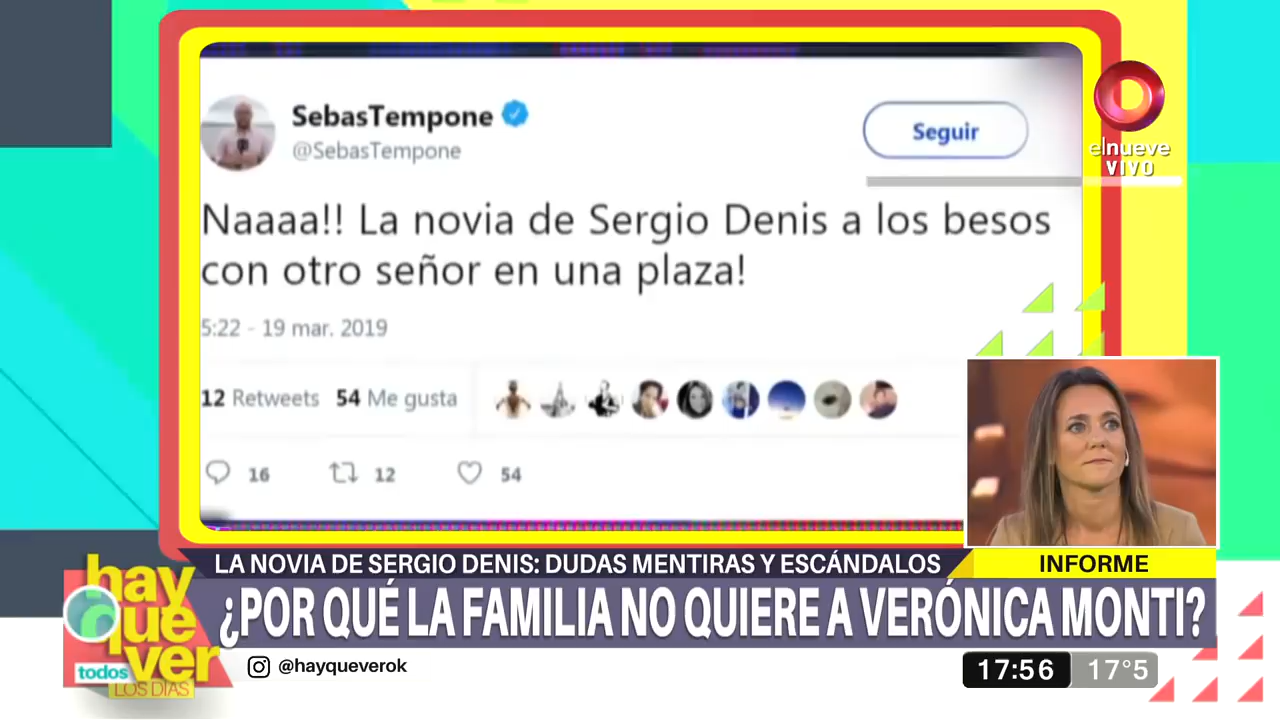 SebasTempone
@SebasTempone
Seguir
elnueve
VIVO
Naaaa!! La novia de Sergio Denis a los besos
con otro señor en una plaza!
5:22 - 19 mar. 2019
12 Retweets 54 Me gusta
16 12 54
LA NOVIA DE SERGIO DENIS: DUDAS MENTIRAS Y ESCÁNDALOS
INFORME
¿POR QUÉ LA FAMILIA NO QUIERE A VERÓNICA MONTI?
hay
que
ver
todos
LOS DÍAS
@hayqueverok
17:56 17°5